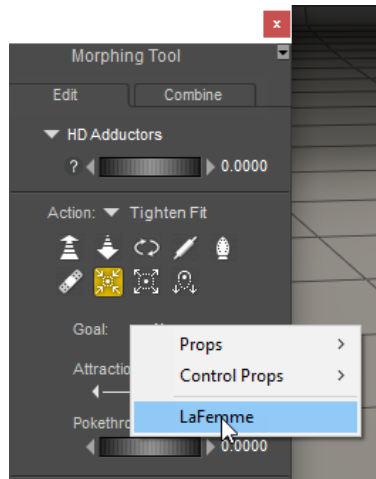 x
Morphing Tool
Edit
Combine
HD Adductors
? 0.0000
Action: Tighten Fit
Goal:
Props
Attractio
Control Props
LaFemme
Pokethro
0.0000